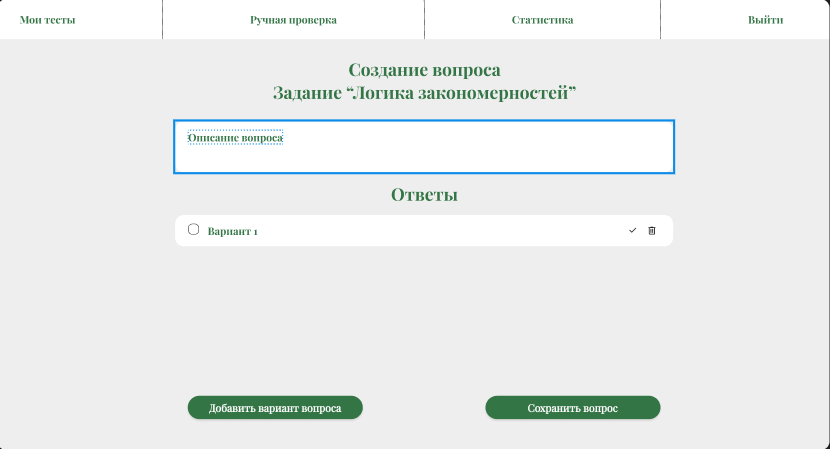 Мои тесты
Ручная проверка
Статистика
Выйти
Создание вопроса
Задание “Логика закономерностей”
Описание вопроса
Ответы
Вариант 1
Добавить вариант вопроса
Сохранить вопрос